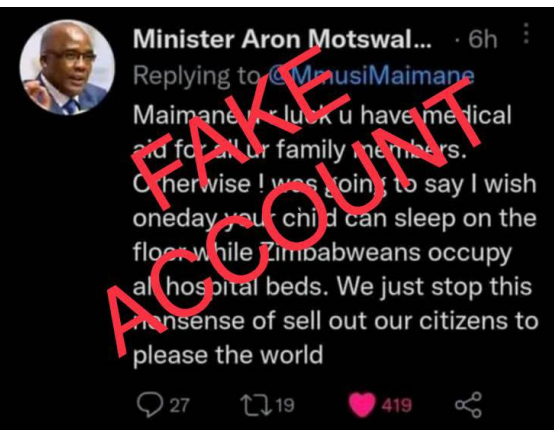 Minister Aron Motswal... · 6h
Replying to @MmusiMaimane
Maimane ur luck u have medical
aid for all ur family members.
Otherwise ! was going to say I wish
oneday your child can sleep on the
floor while Zimbabweans occupy
all hospital beds. We just stop this
nonsense of sell out our citizens to
please the world
27 19 419
FAKE
ACCOUNT